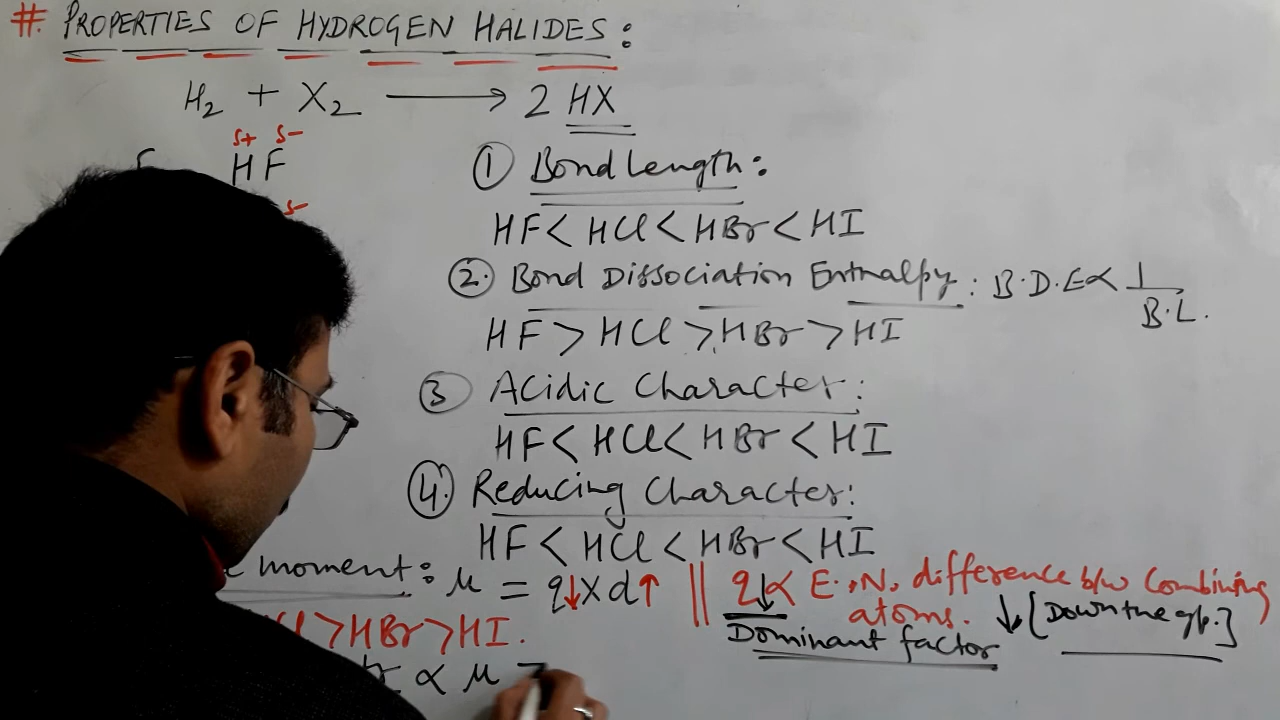 # PROPERTIES OF HYDROGEN HALIDES:
H₂ + X₂ ⟶ 2 HX
δ+ δ-
HF
δ-
① Bond Length:
HF < HCl < HBr < HI
②. Bond Dissociation Enthalpy: B.D.E ∝ 1/B.L.
HF > HCl > HBr > HI
③ Acidic Character:
HF < HCl < HBr < HI
④. Reducing Character:
HF < HCl < HBr < HI
moment: μ = q↓ x d↑ || q↓ ∝ E.N. difference b/w Combining atoms. ↓ [Down the gp.]
Dominant factor
> HBr > HI.
∝ μ